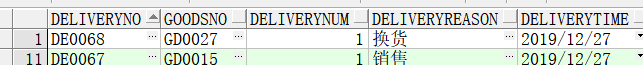 DELIVERYNO GOODSNO DELIVERYNUM DELIVERYREASON DELIVERYTIME
1 DE0068 ... GD0027 ... 1 换货 ... 2019/12/27
11 DE0067 ... GD0015 ... 1 销售 ... 2019/12/27